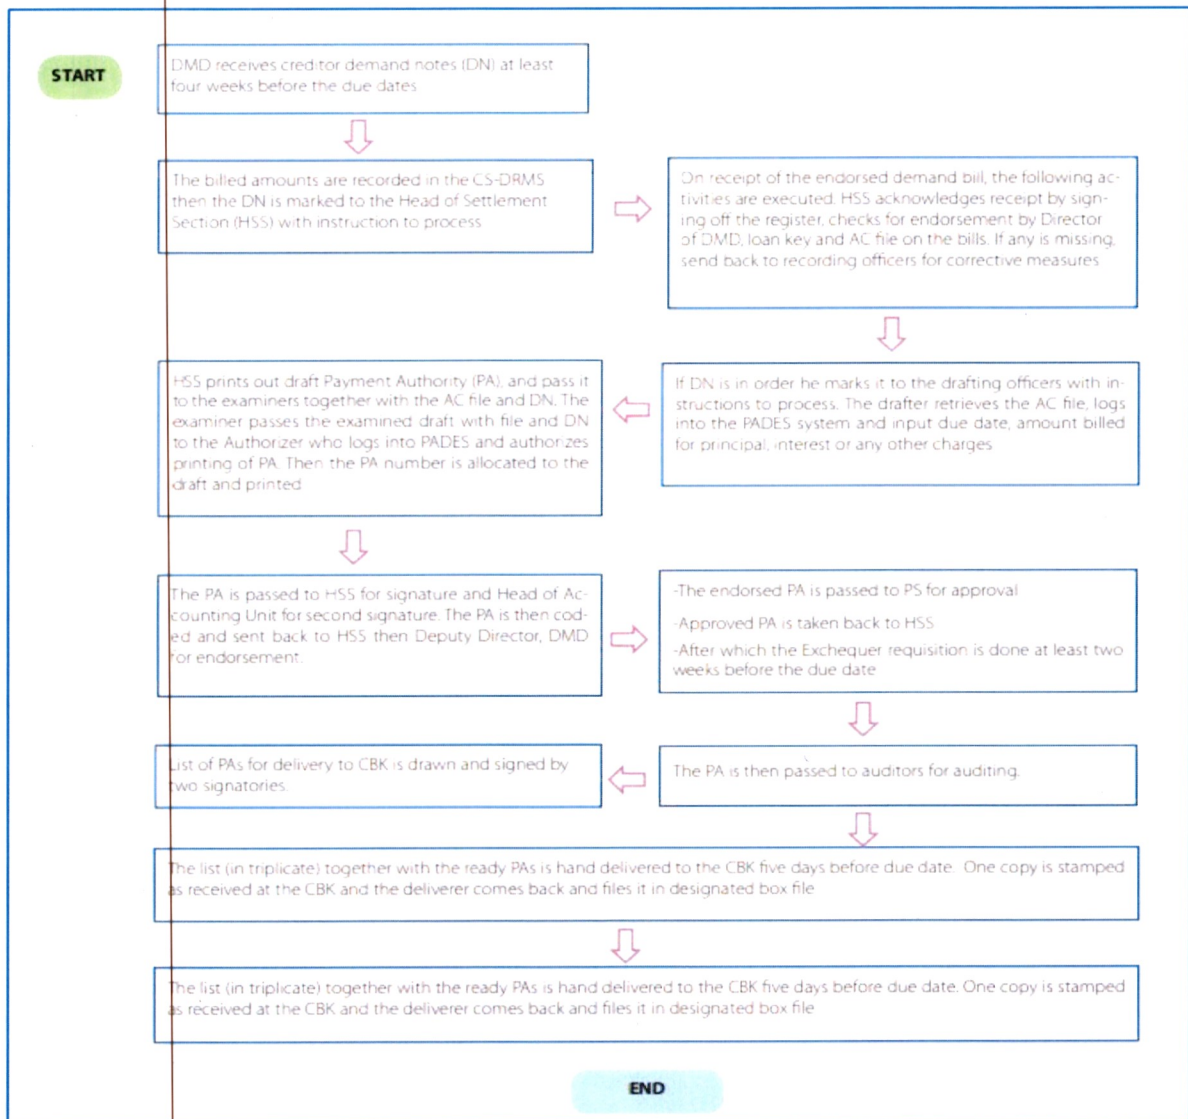 START
DMD receives creditor demand notes (DN) at least
four weeks before the due dates
The billed amounts are recorded in the CS-DRMS
then the DN is marked to the Head of Settlement
Section (HSS) with instruction to process
On receipt of the endorsed demand bill, the following ac-
tivities are executed. HSS acknowledges receipt by sign-
ing off the register, checks for endorsement by Director
of DMD, loan key and AC file on the bills. If any is missing,
send back to recording officers for corrective measures
If DN is in order he marks it to the drafting officers with in-
structions to process. The drafter retrieves the AC file, logs
into the PADES system and input due date, amount billed
for principal, interest or any other charges
HSS prints out draft Payment Authority (PA), and pass it
to the examiners together with the AC file and DN. The
examiner passes the examined draft with file and DN
to the Authorizer who logs into PADES and authorizes
printing of PA. Then the PA number is allocated to the
draft and printed
The PA is passed to HSS for signature and Head of Ac-
counting Unit for second signature. The PA is then cod-
ed and sent back to HSS then Deputy Director, DMD
for endorsement.
-The endorsed PA is passed to PS for approval
-Approved PA is taken back to HSS
-After which the Exchequer requisition is done at least two
weeks before the due date
The PA is then passed to auditors for auditing.
List of PAs for delivery to CBK is drawn and signed by
two signatories.
The list (in triplicate) together with the ready PAs is hand delivered to the CBK five days before due date. One copy is stamped
as received at the CBK and the deliverer comes back and files it in designated box file
The list (in triplicate) together with the ready PAs is hand delivered to the CBK five days before due date. One copy is stamped
as received at the CBK and the deliverer comes back and files it in designated box file
END